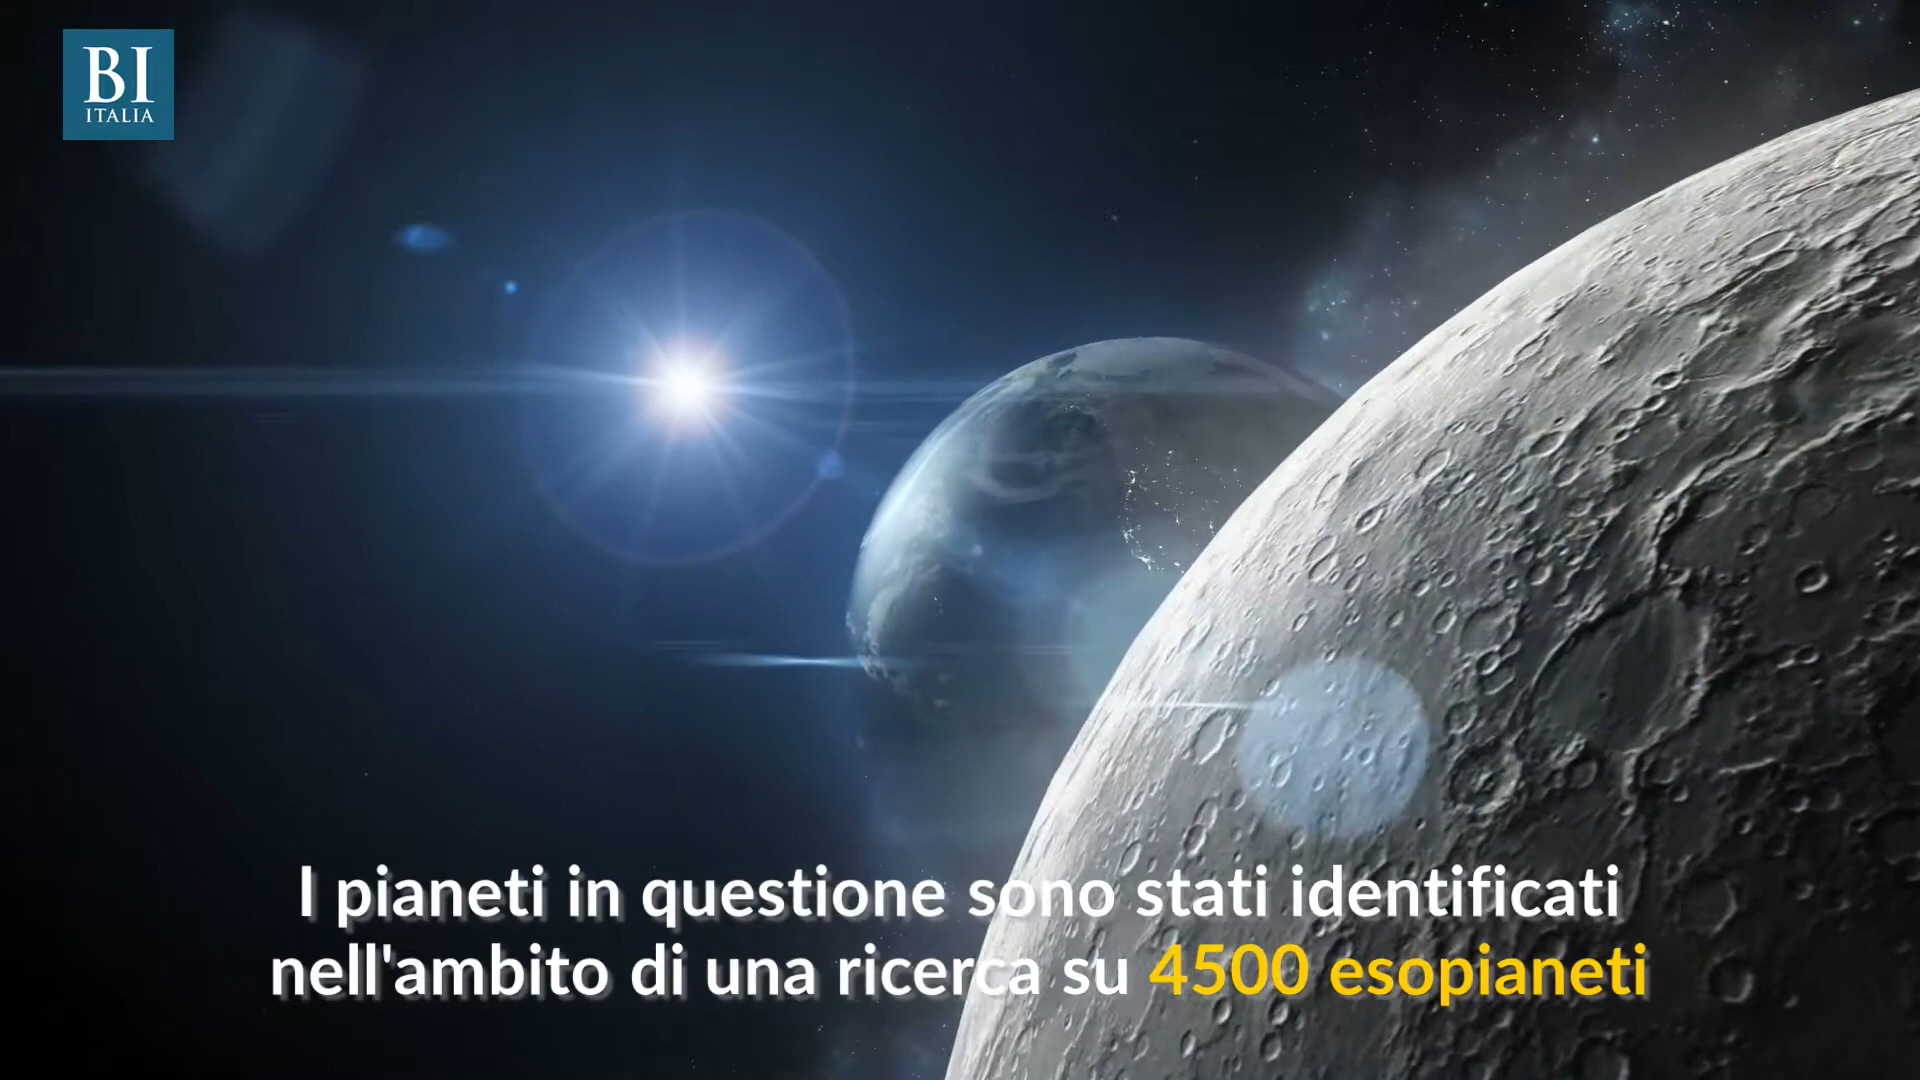 BI
ITALIA
I pianeti in questione sono stati identificati
nell'ambito di una ricerca su 4500 esopianeti